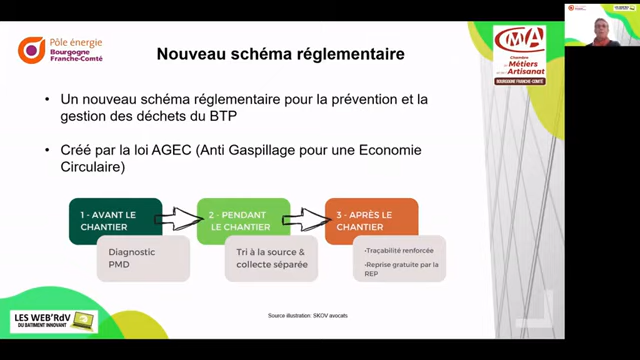 Pôle énergie
Bourgogne
Franche-Comté
Nouveau schéma réglementaire
CMA
Chambre
de Métiers
et de l'Artisanat
BOURGOGNE FRANCHE-COMTÉ
• Un nouveau schéma réglementaire pour la prévention et la
gestion des déchets du BTP
• Créé par la loi AGEC (Anti Gaspillage pour une Economie
Circulaire)
1 - AVANT LE
CHANTIER
2 - PENDANT
LE CHANTIER
3 - APRÈS LE
CHANTIER
Diagnostic
PMD
Tri à la source &
collecte séparée
•Traçabilité renforcée
•Reprise gratuite par la
REP
LES WEB'RdV
DU BATIMENT INNOVANT
Source illustration: SKOV avocats